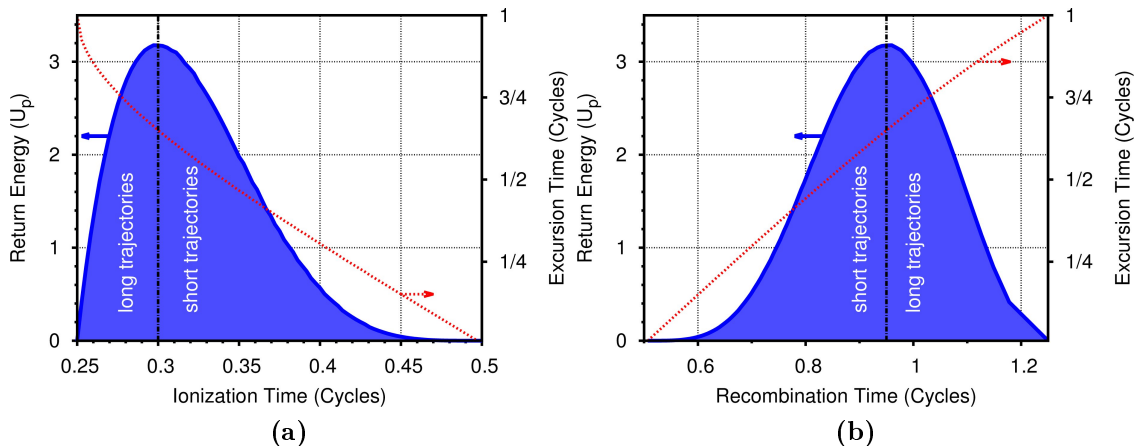 3
2
1
0
Return Energy (Uₚ)
long trajectories
short trajectories
1
3/4
1/2
1/4
Excursion Time (Cycles)
0.25 0.3 0.35 0.4 0.45 0.5
Ionization Time (Cycles)
(a)
3
2
1
0
Return Energy (Uₚ)
short trajectories
long trajectories
1
3/4
1/2
1/4
Excursion Time (Cycles)
0.6 0.8 1 1.2
Recombination Time (Cycles)
(b)